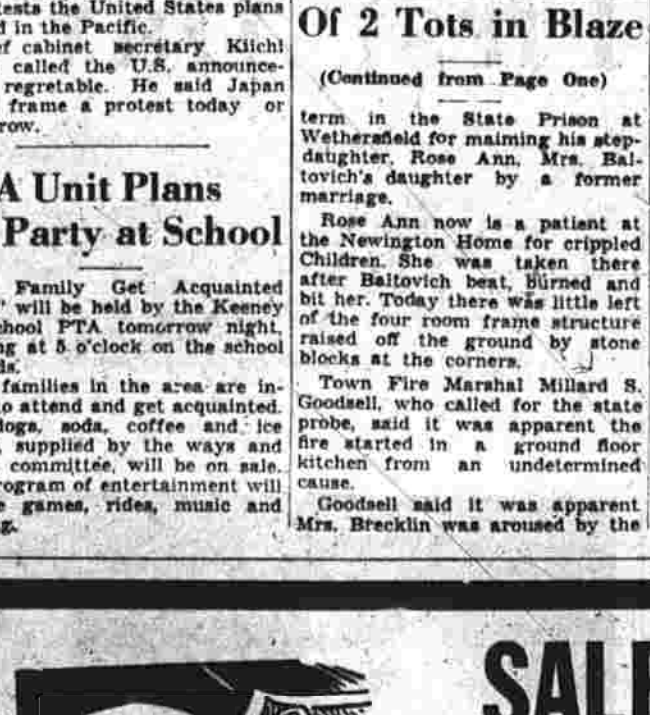 tests the United States plans
d in the Pacific.
ef cabinet secretary Kiichi
called the U.S. announce-
regretable. He said Japan
frame a protest today or
row.
A Unit Plans
Party at School
Family Get Acquainted
" will be held by the Keeney
chool PTA tomorrow night,
ng at 5 o'clock on the school
ds.
families in the area are in-
o attend and get acquainted.
dogs, soda, coffee and ice
, supplied by the ways and
committee, will be on sale.
rogram of entertainment will
e games, rides, music and
g.
Of 2 Tots in Blaze
(Continued from Page One)
term in the State Prison at
Wethersfield for maiming his step-
daughter, Rose Ann, Mrs. Bal-
tovich's daughter by a former
marriage.
Rose Ann now is a patient at
the Newington Home for crippled
Children. She was taken there
after Baltovich beat, burned and
bit her. Today there was little left
of the four room frame structure
raised off the ground by stone
blocks at the corners.
Town Fire Marshal Millard S.
Goodsell, who called for the state
probe, said it was apparent the
fire started in a ground floor
kitchen from an undetermined
cause.
Goodsell said it was apparent
Mrs. Brecklin was aroused by the
SALE